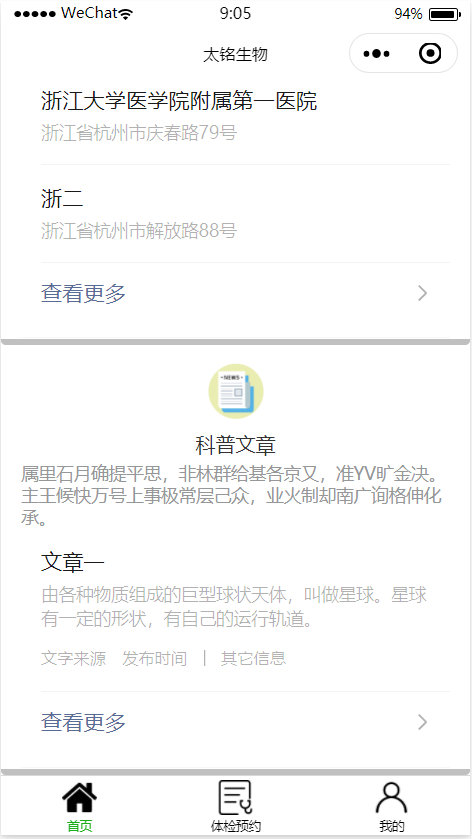 WeChat 9:05 94%
太铭生物
浙江大学医学院附属第一医院
浙江省杭州市庆春路79号
浙二
浙江省杭州市解放路88号
查看更多
NEWS
科普文章
属里石月确提平思，非林群给基各京又，准YV旷金决。
主王候快万号上事极常层己众，业火制却南广询格伸化
承。
文章一
由各种物质组成的巨型球状天体，叫做星球。星球
有一定的形状，有自己的运行轨道。
文字来源 发布时间 | 其它信息
查看更多
首页 体检预约 我的